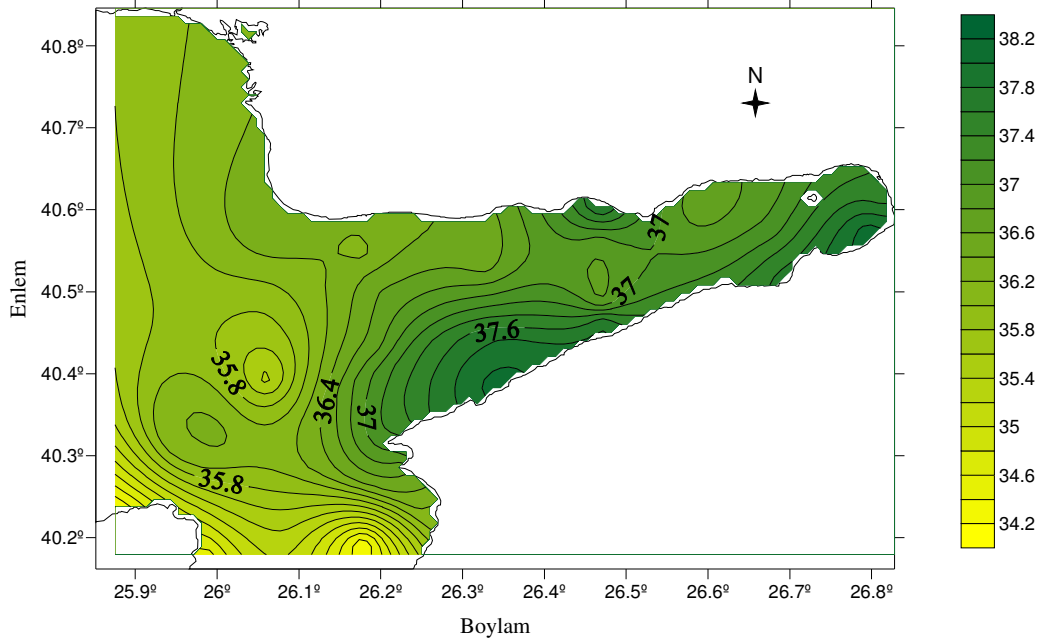 40.8º
40.7º
40.6º
40.5º
40.4º
40.3º
40.2º
Enlem
25.9º
26º
26.1º
26.2º
26.3º
26.4º
26.5º
26.6º
26.7º
26.8º
Boylam
N
37
37
37.6
35.8
36.4
37
35.8
38.2
37.8
37.4
37
36.6
36.2
35.8
35.4
35
34.6
34.2